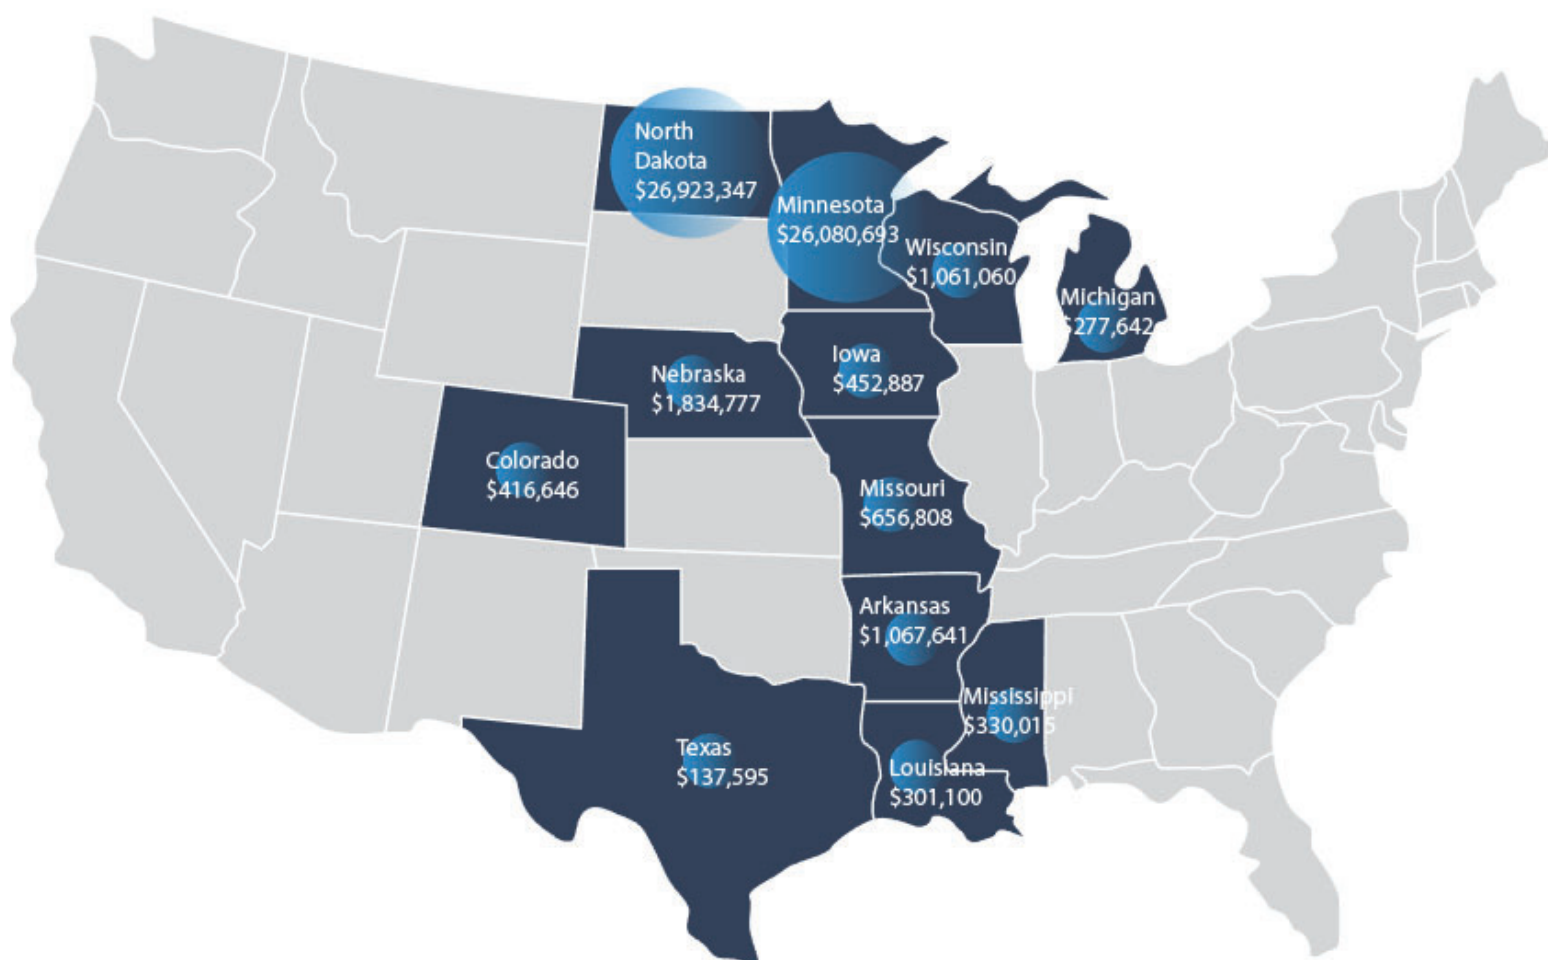 North
Dakota
$26,923,347
Minnesota
$26,080,693
Wisconsin
$1,061,060
Michigan
$277,642
Iowa
$452,887
Nebraska
$1,834,777
Colorado
$416,646
Missouri
$656,808
Arkansas
$1,067,641
Mississippi
$330,015
Texas
$137,595
Louisiana
$301,100